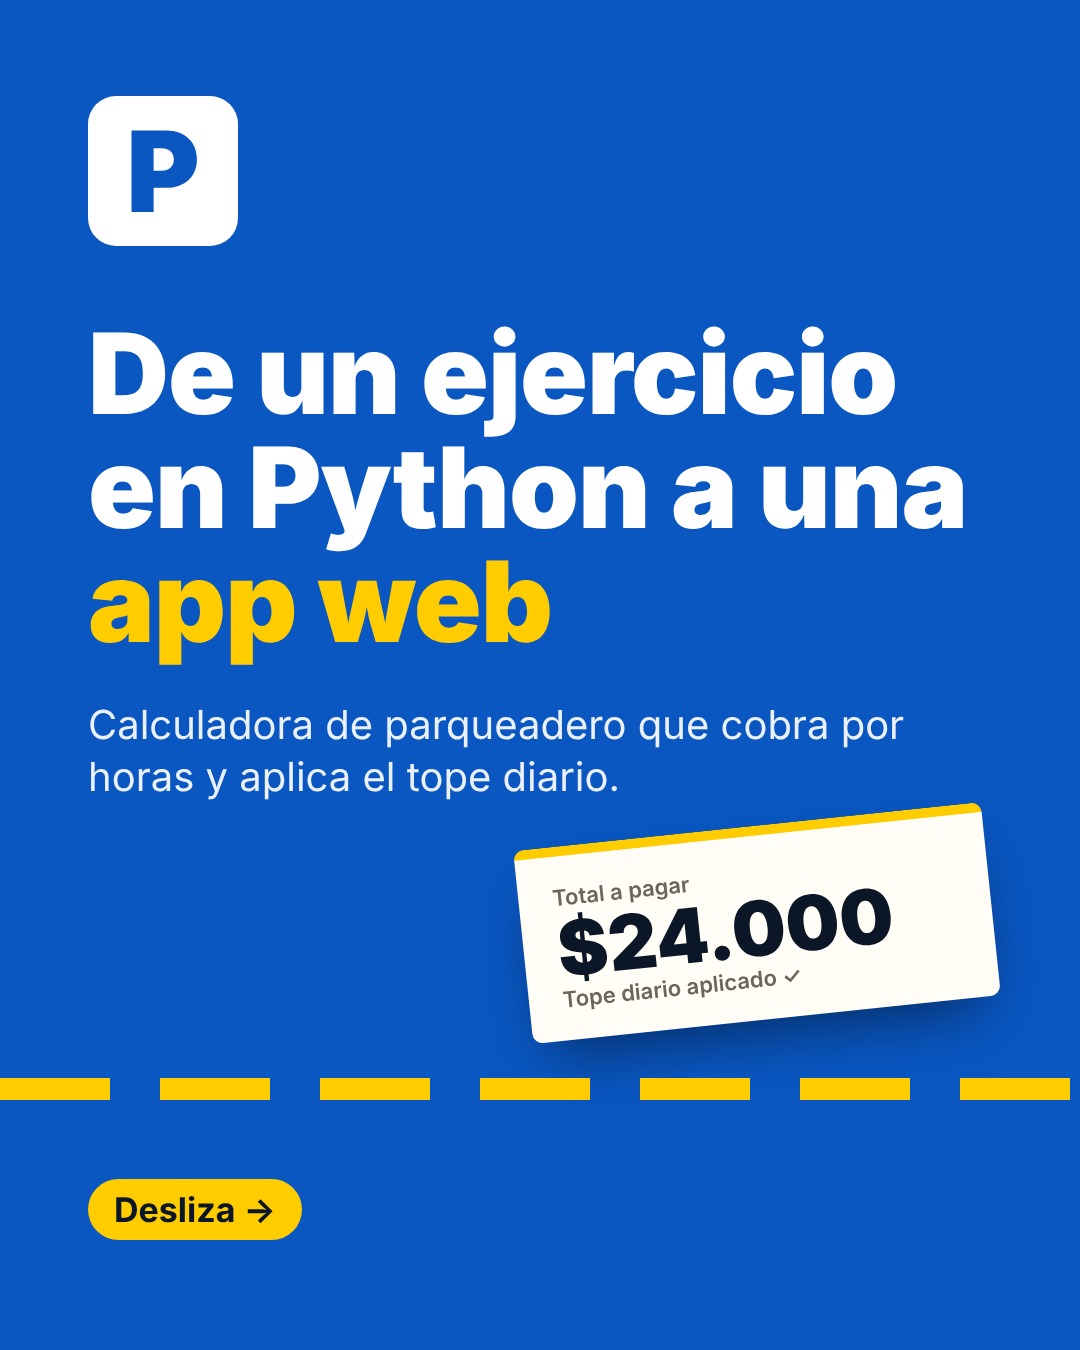 P
De un ejercicio
en Python a una
app web
Calculadora de parqueadero que cobra por
horas y aplica el tope diario.
Total a pagar
$24.000
Tope diario aplicado ✓
Desliza →